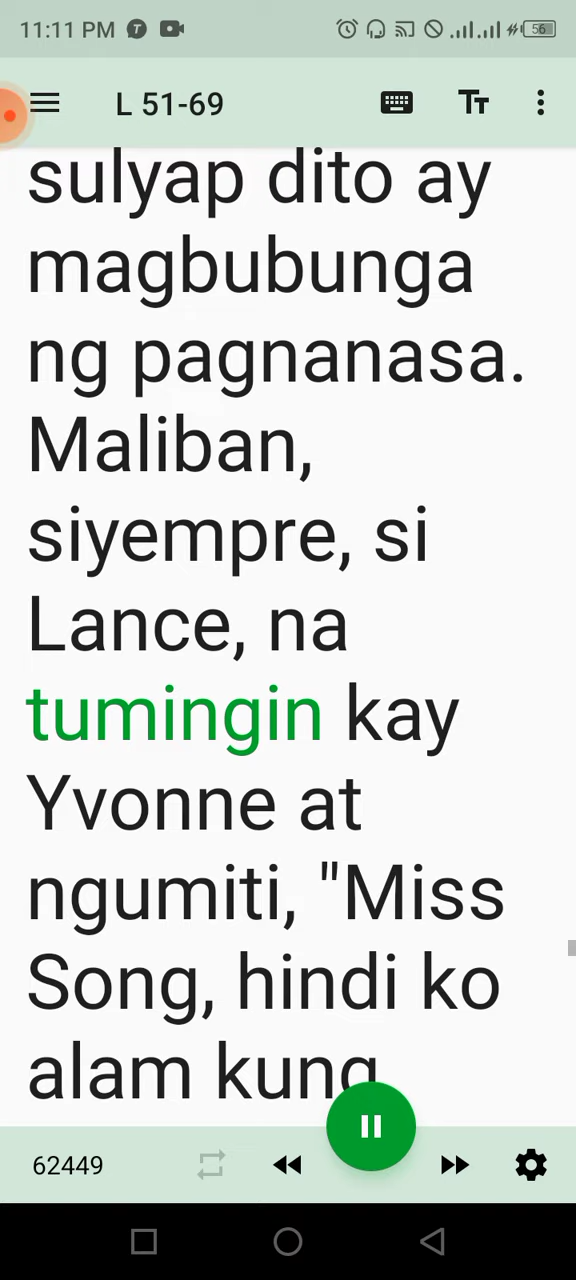 11:11 PM
56
L 51-69
sulyap dito ay
magbubunga
ng pagnanasa.
Maliban,
siyempre, si
Lance, na
tumingin kay
Yvonne at
ngumiti, "Miss
Song, hindi ko
alam kung
62449